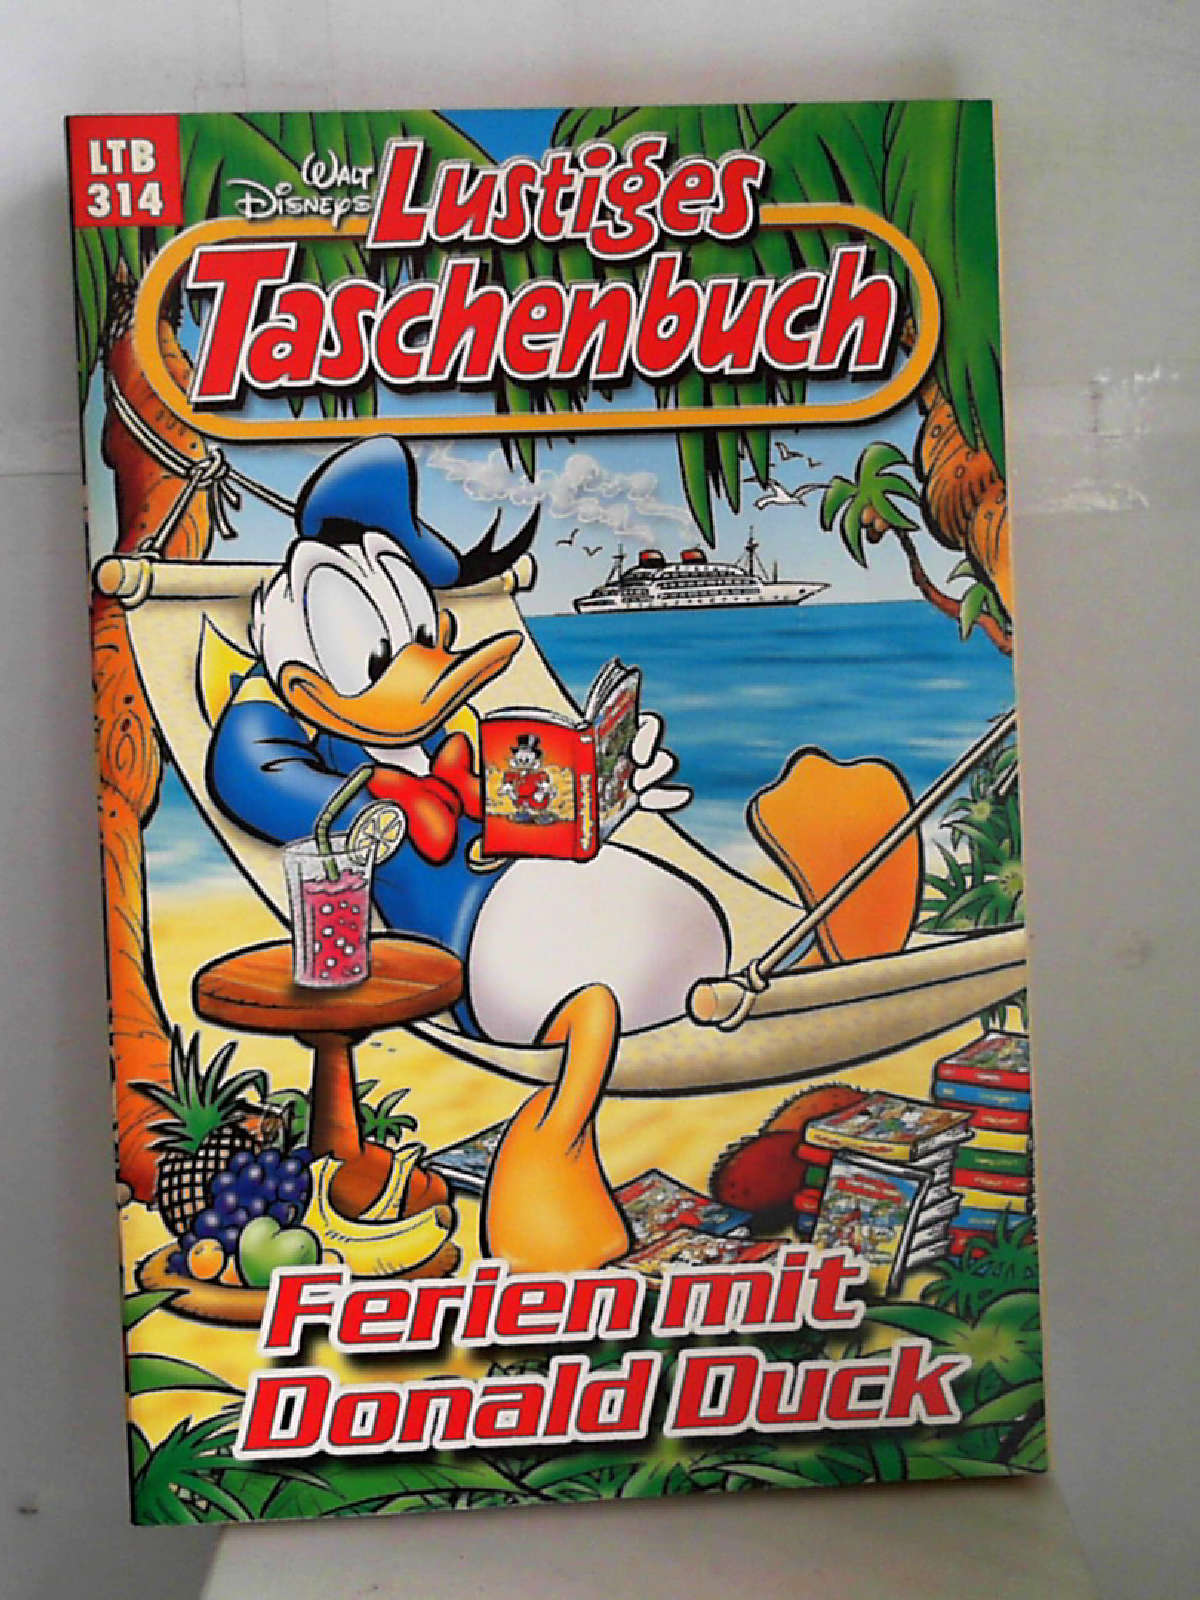 LTB
314
Walt
Disneys
Lustiges
Taschenbuch
Ferien mit
Donald Duck